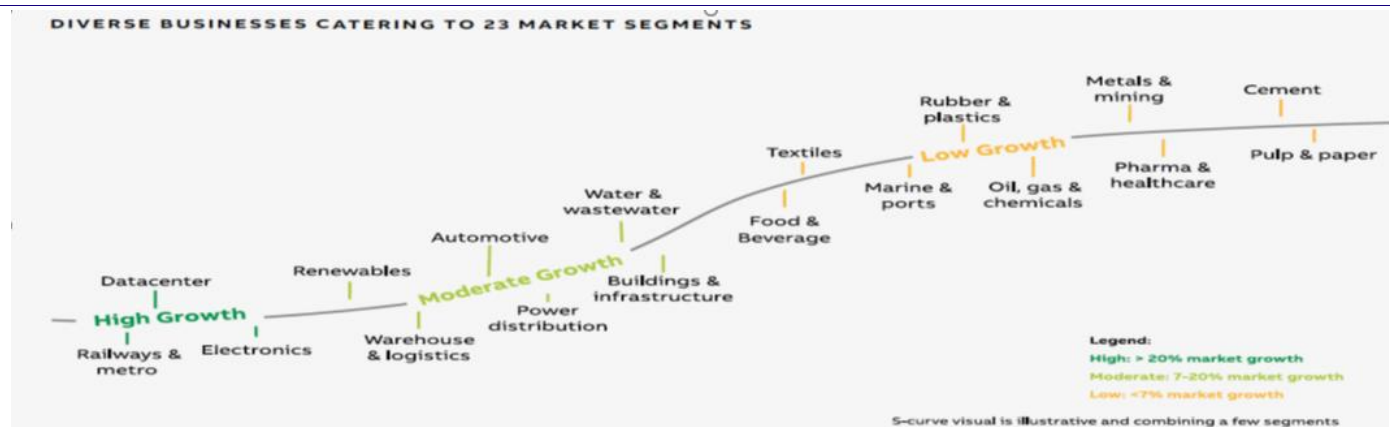 DIVERSE BUSINESSES CATERING TO 23 MARKET SEGMENTS
Metals &
mining
Cement
Rubber &
plastics
Low Growth
Textiles
Pulp & paper
Pharma &
healthcare
Marine &
ports
Oil, gas &
chemicals
Water &
wastewater
Food &
Beverage
Automotive
Moderate Growth
Renewables
Buildings &
infrastructure
Datacenter
High Growth
Power
distribution
Warehouse
& logistics
Electronics
Railways &
metro
Legend:
High: > 20% market growth
Moderate: 7-20% market growth
Low: <7% market growth
S-curve visual is illustrative and combining a few segments